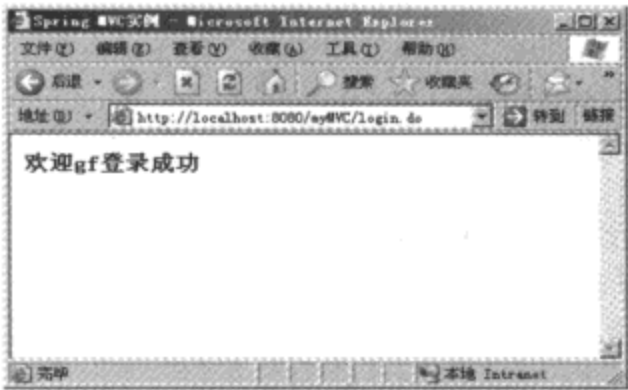 Spring MVC实例 - Microsoft Internet Explorer
文件(F) 编辑(E) 查看(V) 收藏(A) 工具(T) 帮助(H)
后退 搜索 收藏夹
地址(D) http://localhost:8080/myMVC/login.do 转到 链接
欢迎gf登录成功
完毕 本地 Intranet